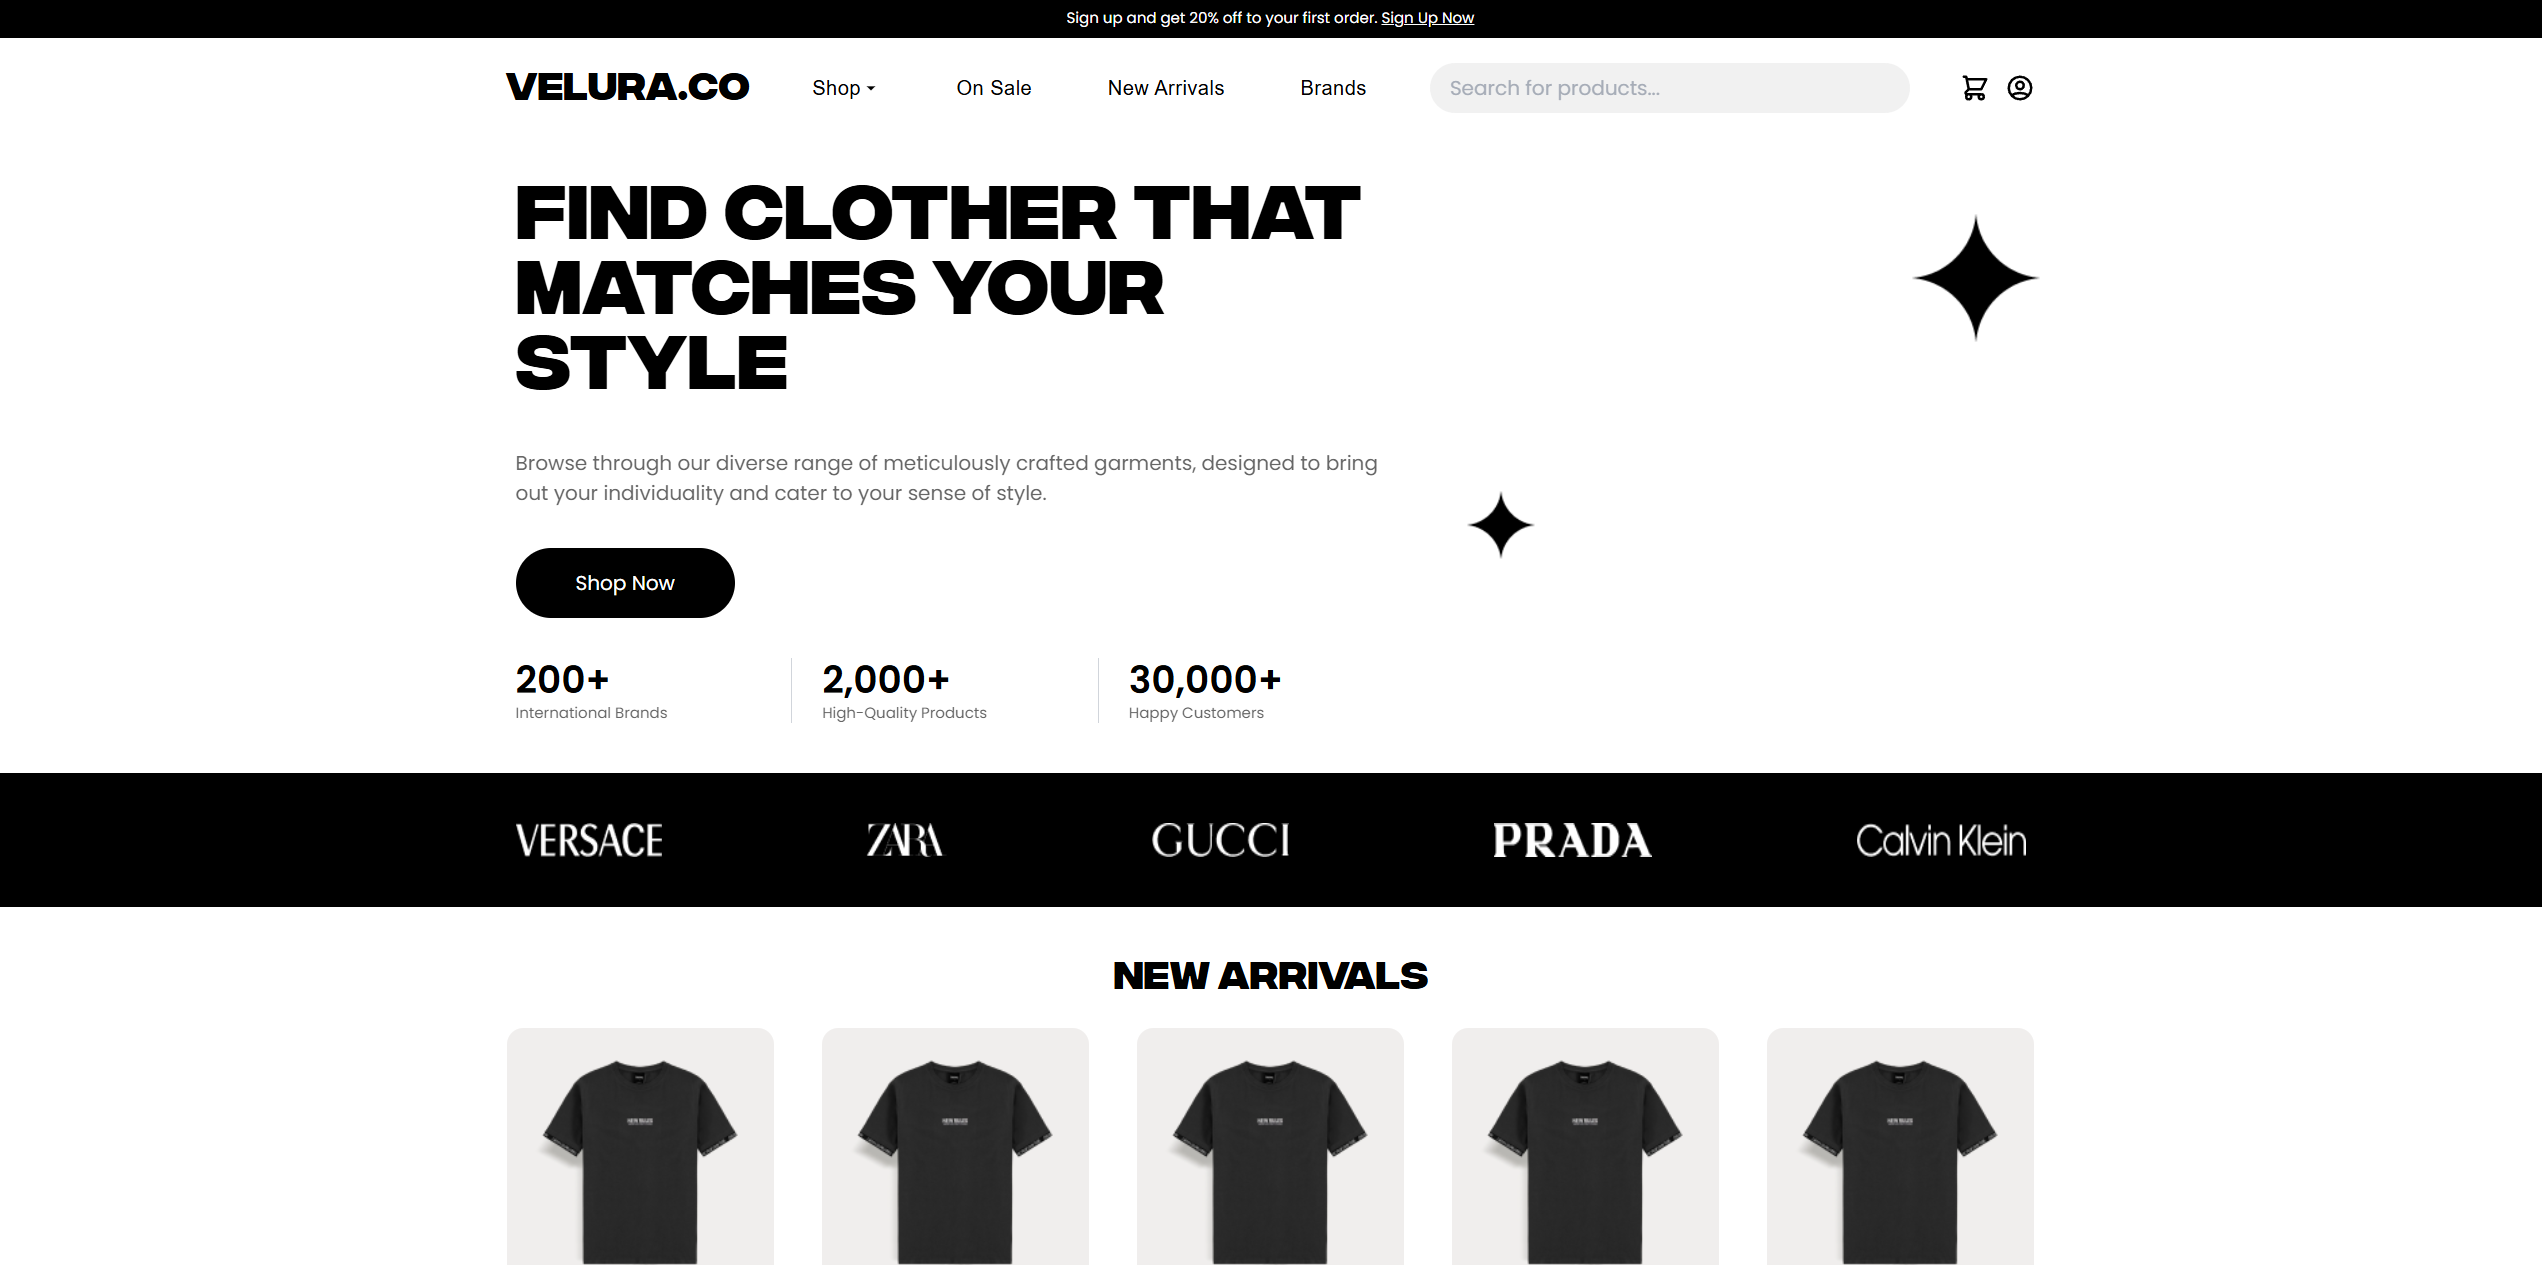 Sign up and get 20% off to your first order. Sign Up Now
VELURA.CO
Shop
On Sale
New Arrivals
Brands
Search for products...
FIND CLOTHER THAT
MATCHES YOUR
STYLE
Browse through our diverse range of meticulously crafted garments, designed to bring
out your individuality and cater to your sense of style.
Shop Now
200+
International Brands
2,000+
High-Quality Products
30,000+
Happy Customers
VERSACE
ZARA
GUCCI
PRADA
Calvin Klein
NEW ARRIVALS